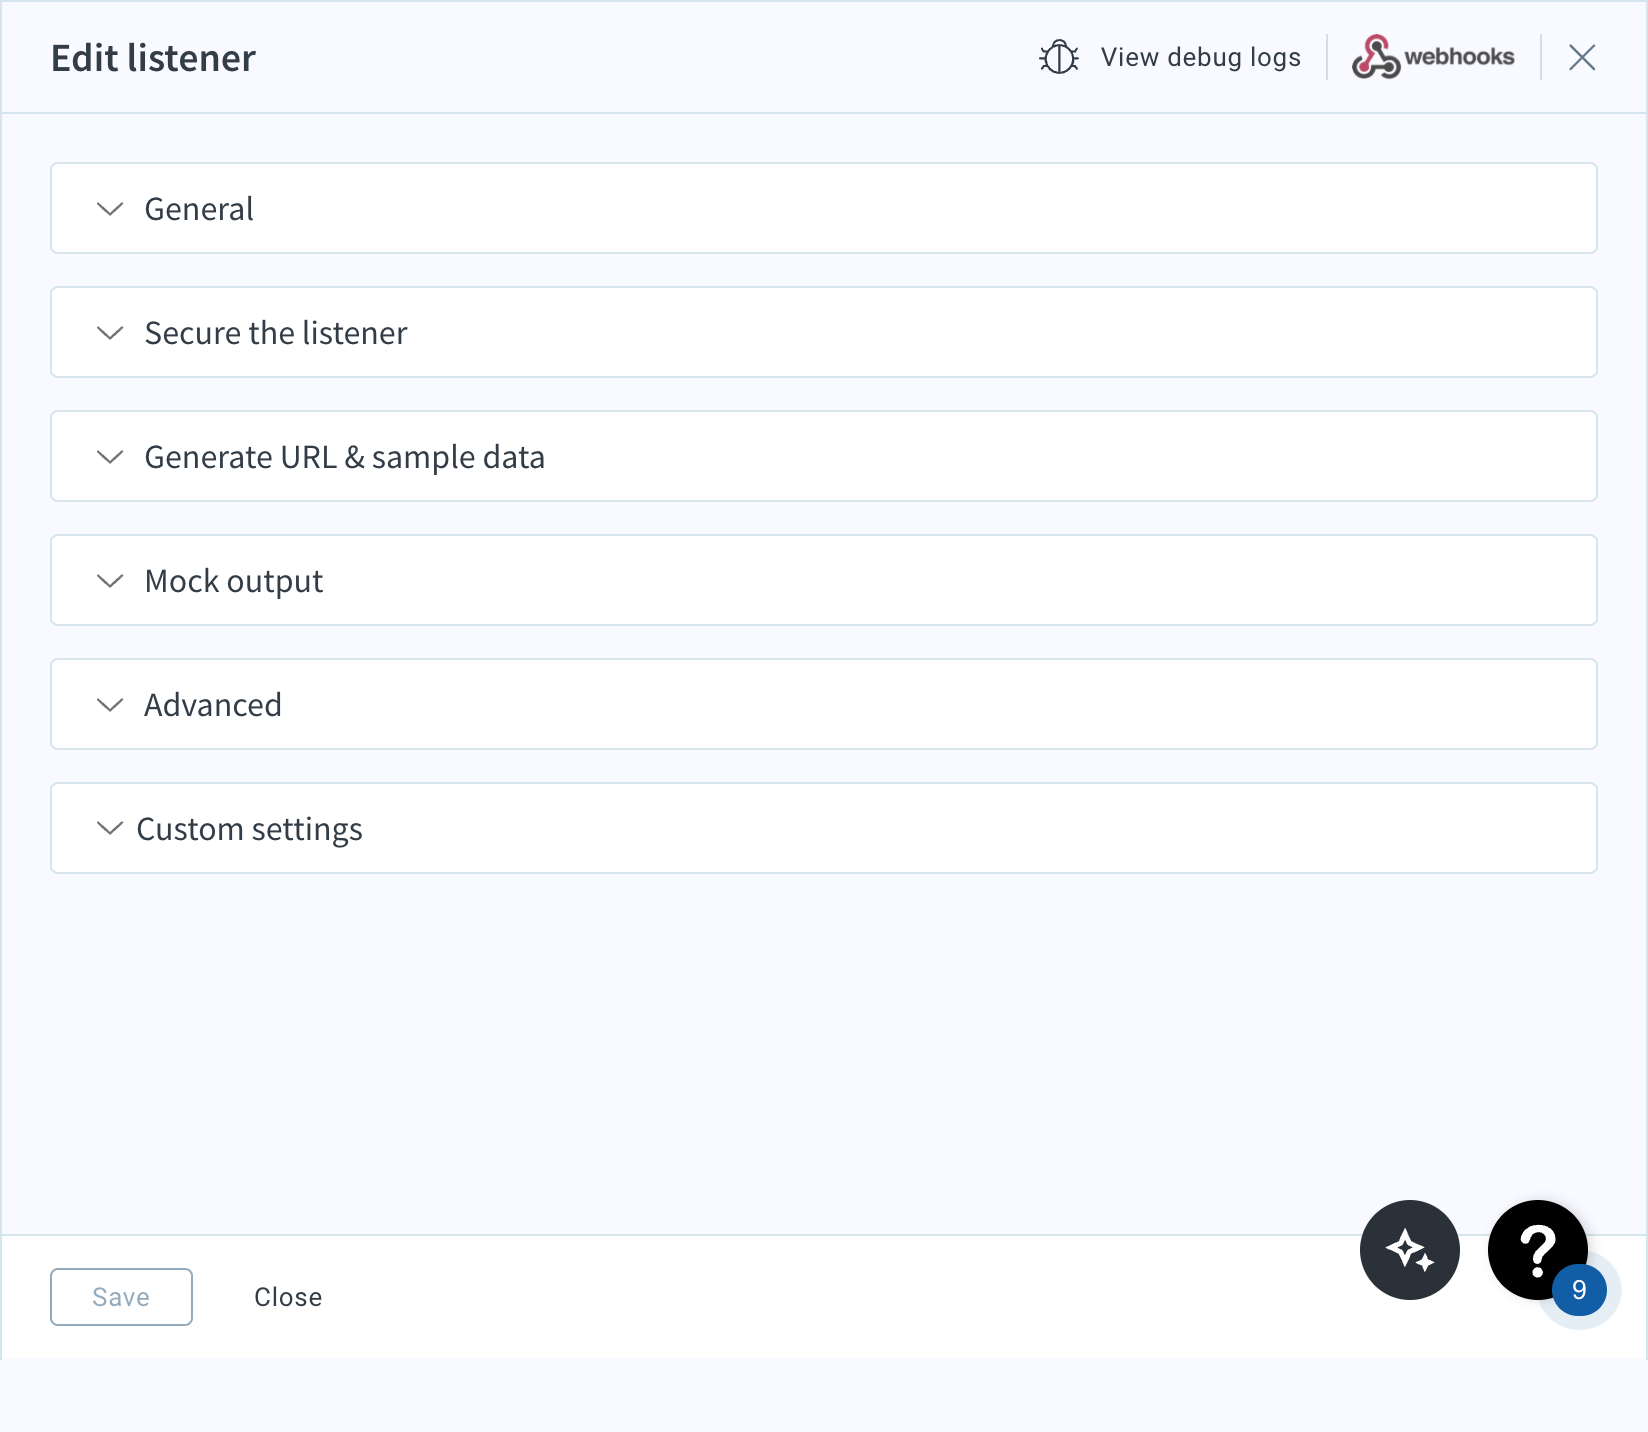 Edit listener
View debug logs
webhooks
General
Secure the listener
Generate URL & sample data
Mock output
Advanced
Custom settings
Save
Close
?
9